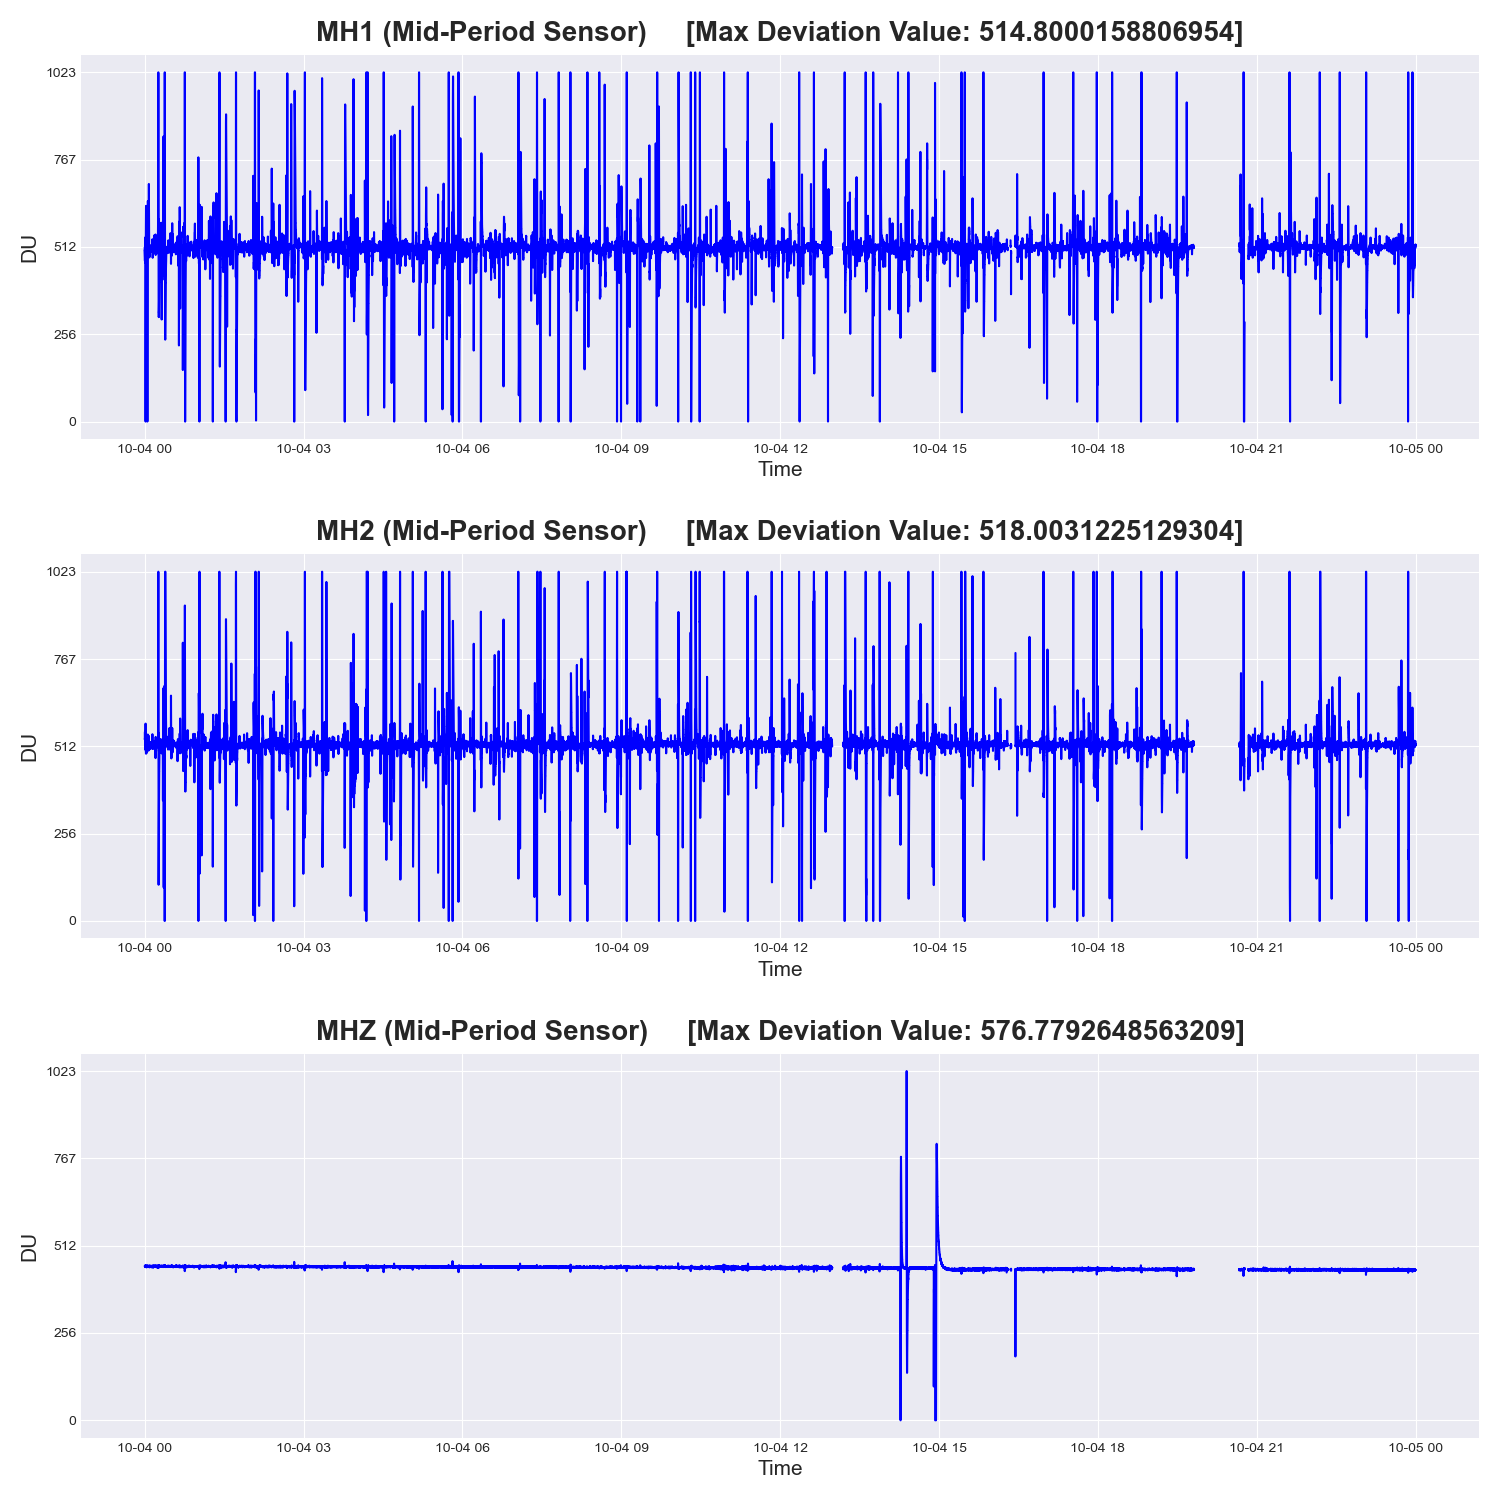 MH1 (Mid-Period Sensor)     [Max Deviation Value: 514.8000158806954]
1023
767
512
256
0
DU
10-04 00 10-04 03 10-04 06 10-04 09 10-04 12 10-04 15 10-04 18 10-04 21 10-05 00
Time
MH2 (Mid-Period Sensor)     [Max Deviation Value: 518.0031225129304]
1023
767
512
256
0
DU
10-04 00 10-04 03 10-04 06 10-04 09 10-04 12 10-04 15 10-04 18 10-04 21 10-05 00
Time
MHZ (Mid-Period Sensor)     [Max Deviation Value: 576.7792648563209]
1023
767
512
256
0
DU
10-04 00 10-04 03 10-04 06 10-04 09 10-04 12 10-04 15 10-04 18 10-04 21 10-05 00
Time